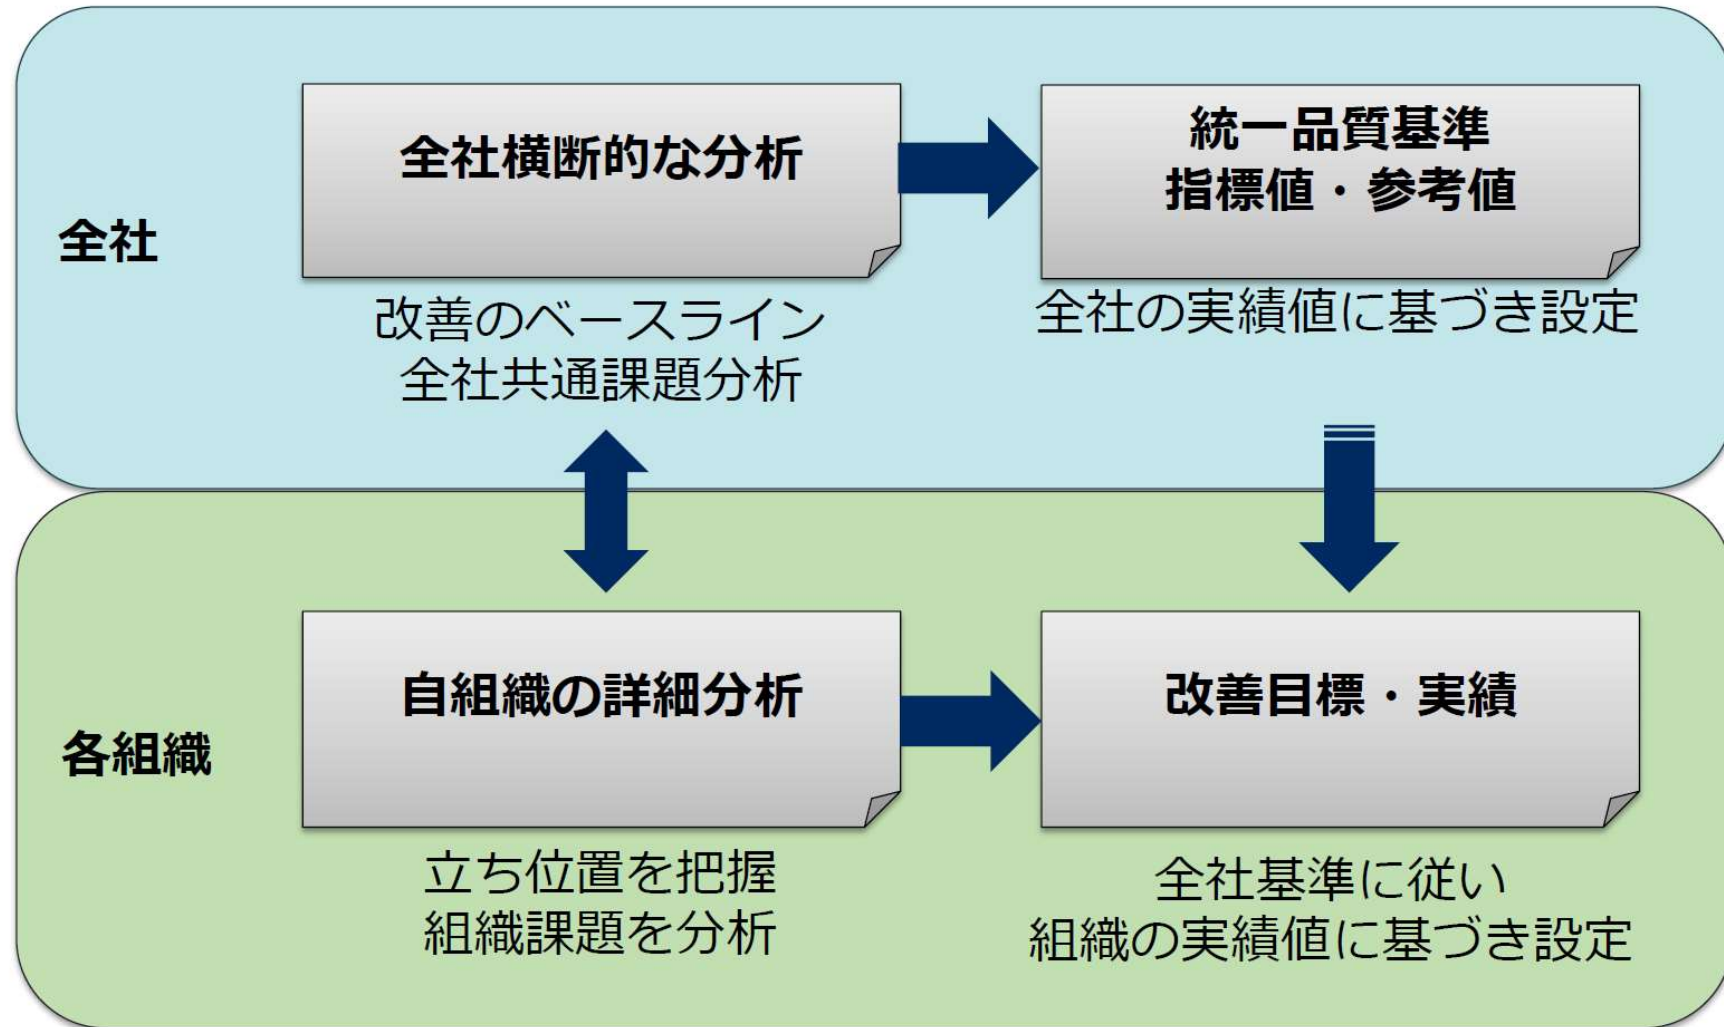 全社
全社横断的な分析
改善のベースライン
全社共通課題分析
統一品質基準
指標値・参考値
全社の実績値に基づき設定
各組織
自組織の詳細分析
立ち位置を把握
組織課題を分析
改善目標・実績
全社基準に従い
組織の実績値に基づき設定